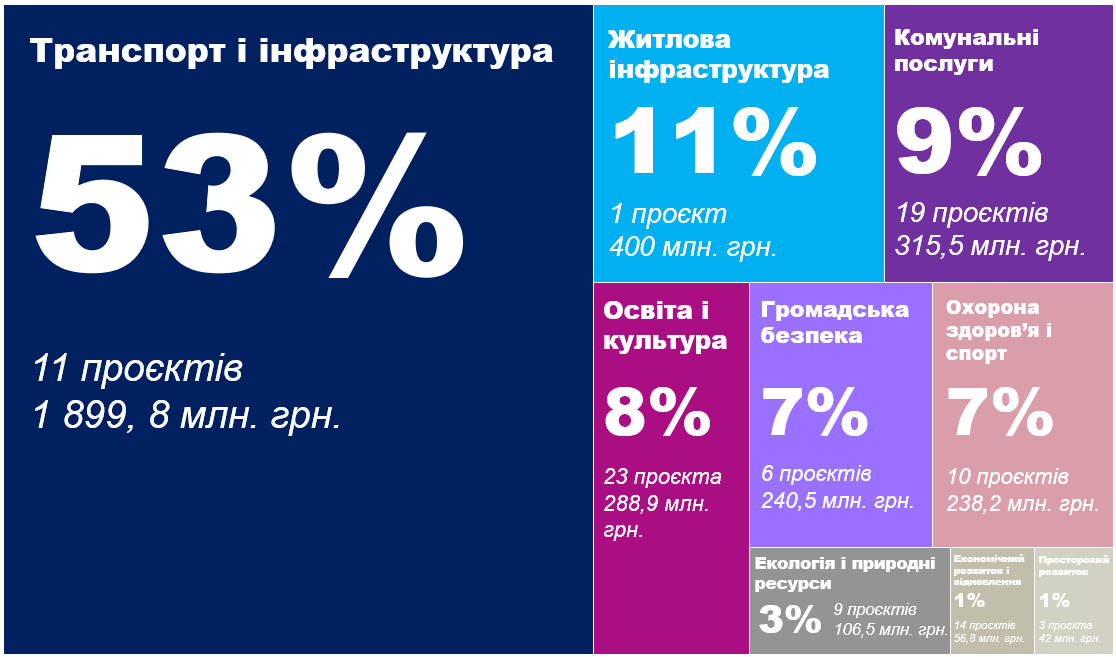 Транспорт і інфраструктура
53%
11 проєктів
1 899, 8 млн. грн.
Житлова
інфраструктура
11%
1 проєкт
400 млн. грн.
Комунальні
послуги
9%
19 проєктів
315,5 млн. грн.
Освіта і
культура
8%
23 проєкта
288,9 млн.
грн.
Громадська
безпека
7%
6 проєктів
240,5 млн. грн.
Охорона
здоров’я і
спорт
7%
10 проєктів
238,2 млн. грн.
Екологія і природні
ресурси
3%
9 проєктів
106,5 млн. грн.
Економічний
розвиток і
відновлення
1%
14 проєктів
56,8 млн. грн.
Просторовий
розвиток
1%
3 проєкта
42 млн. грн.